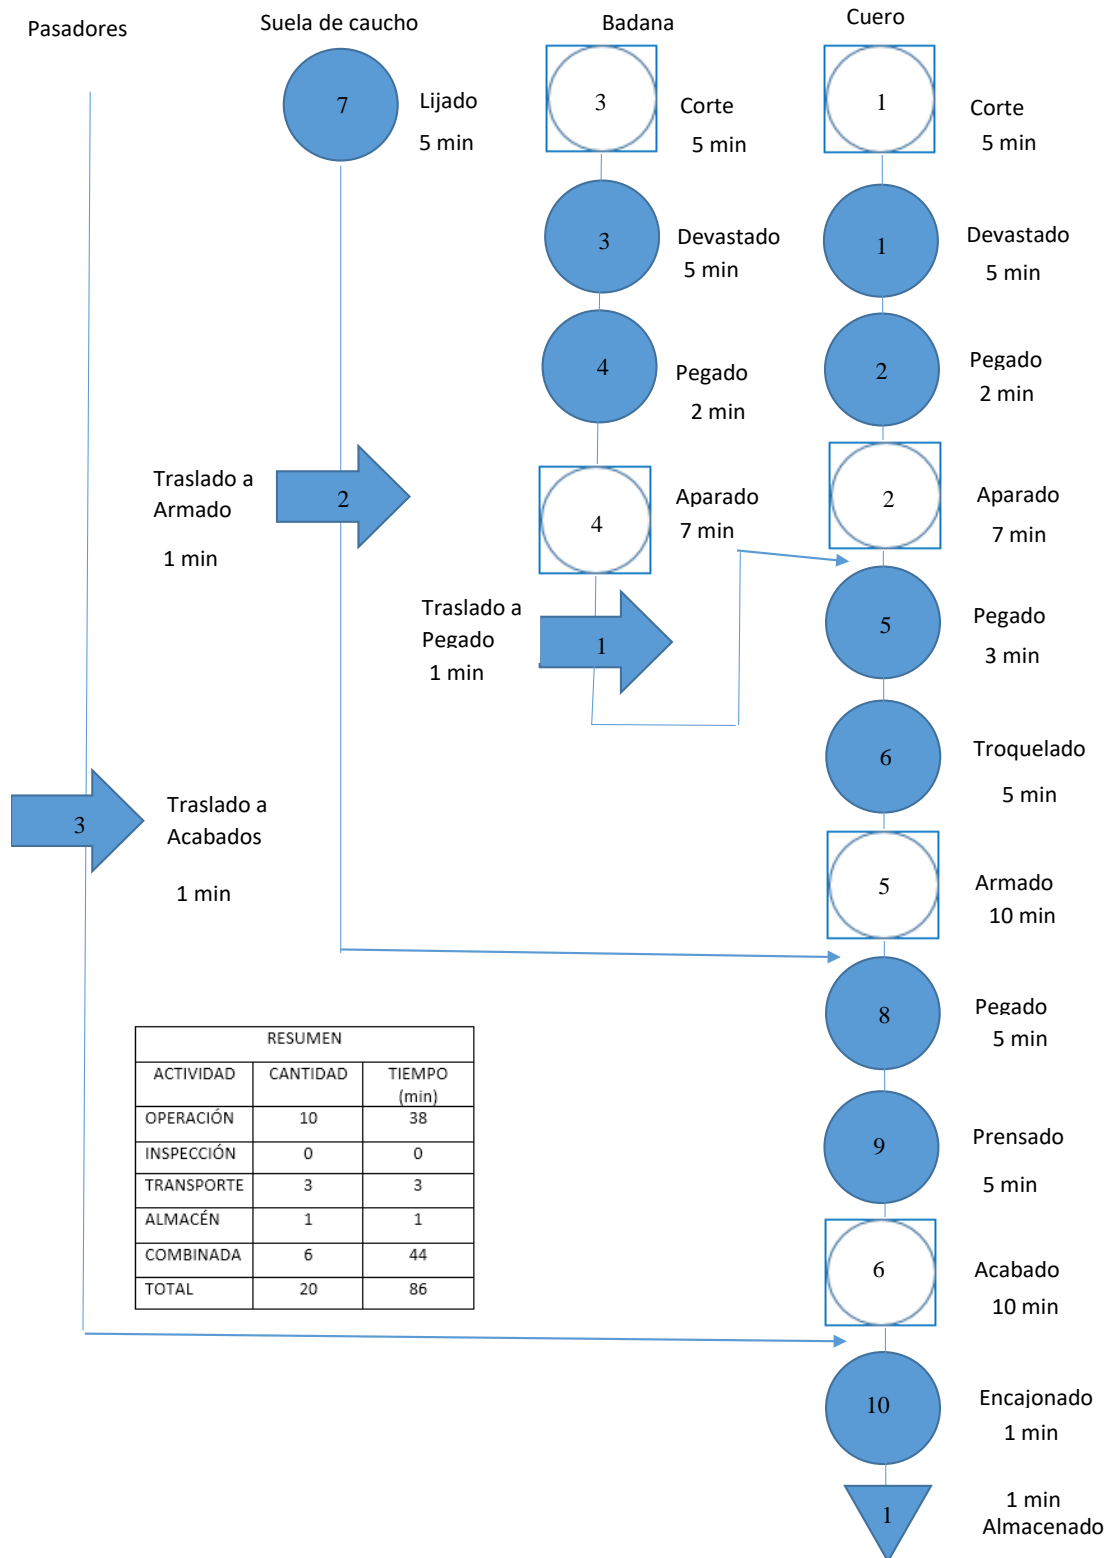 Pasadores
Suela de caucho
Badana
Cuero
7
Lijado
5 min
3
Corte
5 min
1
Corte
5 min
3
Devastado
5 min
1
Devastado
5 min
4
Pegado
2 min
2
Pegado
2 min
Traslado a
Armado
1 min
2
4
Aparado
7 min
2
Aparado
7 min
Traslado a
Pegado
1 min
1
5
Pegado
3 min
6
Troquelado
5 min
3
Traslado a
Acabados
1 min
5
Armado
10 min
8
Pegado
5 min
RESUMEN
ACTIVIDAD CANTIDAD TIEMPO
(min)
OPERACIÓN 10 38
INSPECCIÓN 0 0
TRANSPORTE 3 3
ALMACÉN 1 1
COMBINADA 6 44
TOTAL 20 86
9
Prensado
5 min
6
Acabado
10 min
10
Encajonado
1 min
1
1 min
Almacenado